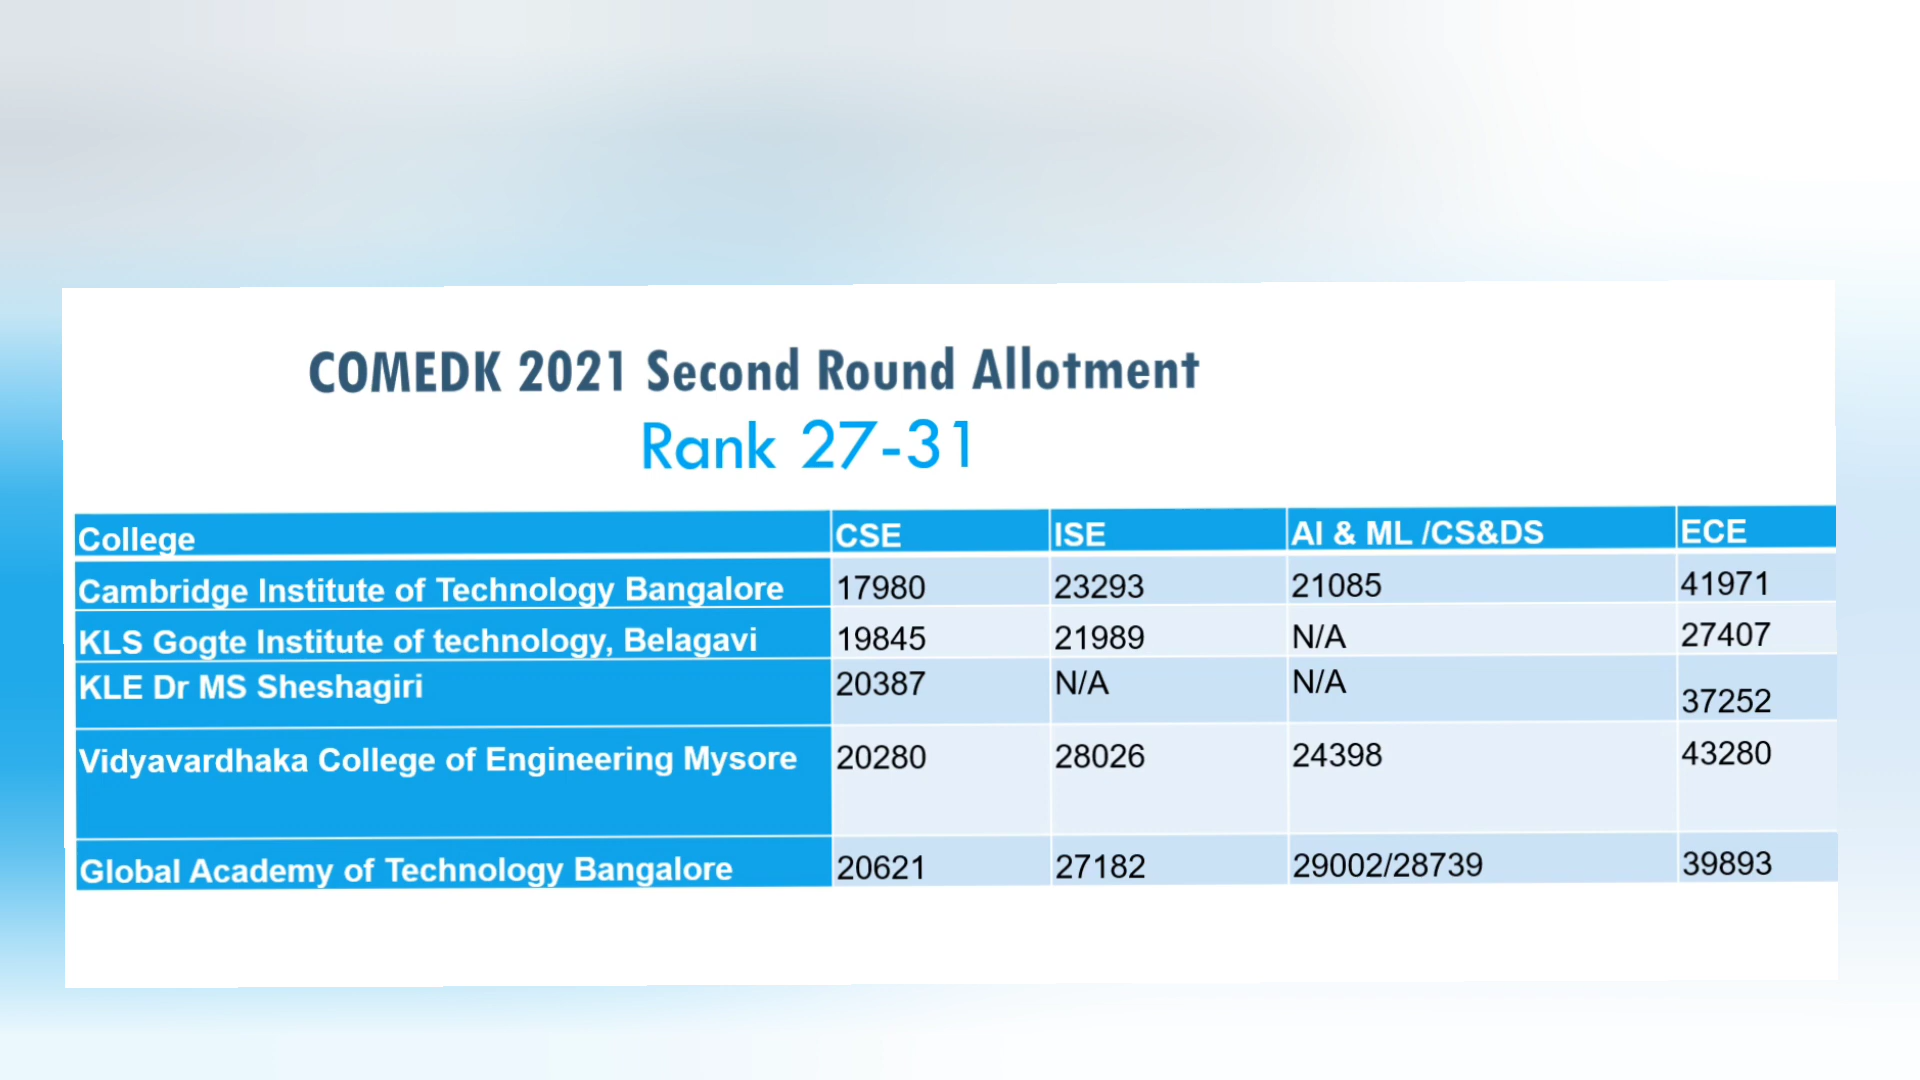 COMEDK 2021 Second Round Allotment
Rank 27-31
College CSE ISE AI & ML /CS&DS ECE
Cambridge Institute of Technology Bangalore 17980 23293 21085 41971
KLS Gogte Institute of technology, Belagavi 19845 21989 N/A 27407
KLE Dr MS Sheshagiri 20387 N/A N/A 37252
Vidyavardhaka College of Engineering Mysore 20280 28026 24398 43280
Global Academy of Technology Bangalore 20621 27182 29002/28739 39893